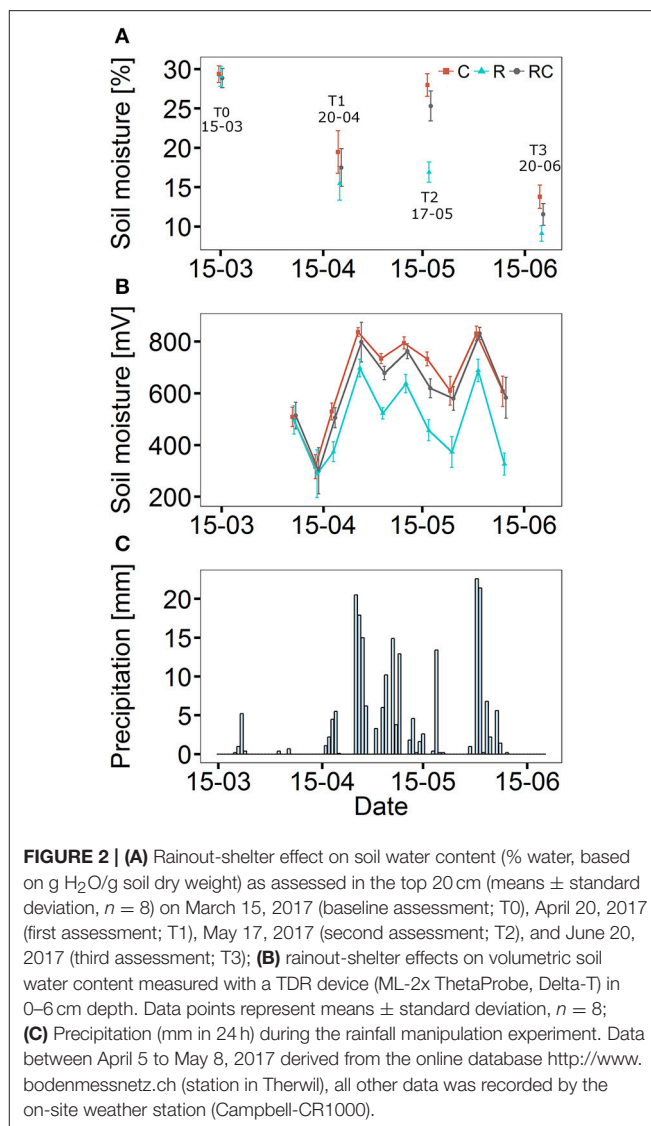 A
Soil moisture [%]
30
25
20
15
10
C R RC
T0
15-03
T1
20-04
T2
17-05
T3
20-06
15-03 15-04 15-05 15-06
B
Soil moisture [mV]
800
600
400
200
15-03 15-04 15-05 15-06
C
Precipitation [mm]
20
15
10
5
0
15-03 15-04 15-05 15-06
Date
FIGURE 2 | (A) Rainout-shelter effect on soil water content (% water, based
on g H₂O/g soil dry weight) as assessed in the top 20 cm (means ± standard
deviation, n = 8) on March 15, 2017 (baseline assessment; T0), April 20, 2017
(first assessment; T1), May 17, 2017 (second assessment; T2), and June 20,
2017 (third assessment; T3); (B) rainout-shelter effects on volumetric soil
water content measured with a TDR device (ML-2x ThetaProbe, Delta-T) in
0–6 cm depth. Data points represent means ± standard deviation, n = 8;
(C) Precipitation (mm in 24 h) during the rainfall manipulation experiment. Data
between April 5 to May 8, 2017 derived from the online database http://www.
bodenmessnetz.ch (station in Therwil), all other data was recorded by the
on-site weather station (Campbell-CR1000).